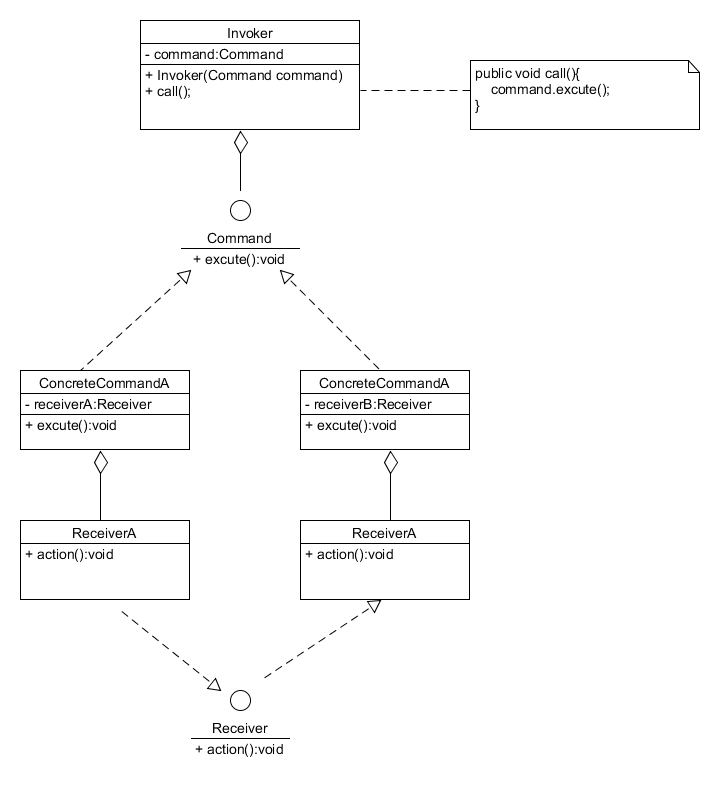 Invoker
- command:Command
+ Invoker(Command command)
+ call();
public void call(){
command.excute();
}
Command
+ excute():void
ConcreteCommandA
- receiverA:Receiver
+ excute():void
ConcreteCommandA
- receiverB:Receiver
+ excute():void
ReceiverA
+ action():void
ReceiverA
+ action():void
Receiver
+ action():void